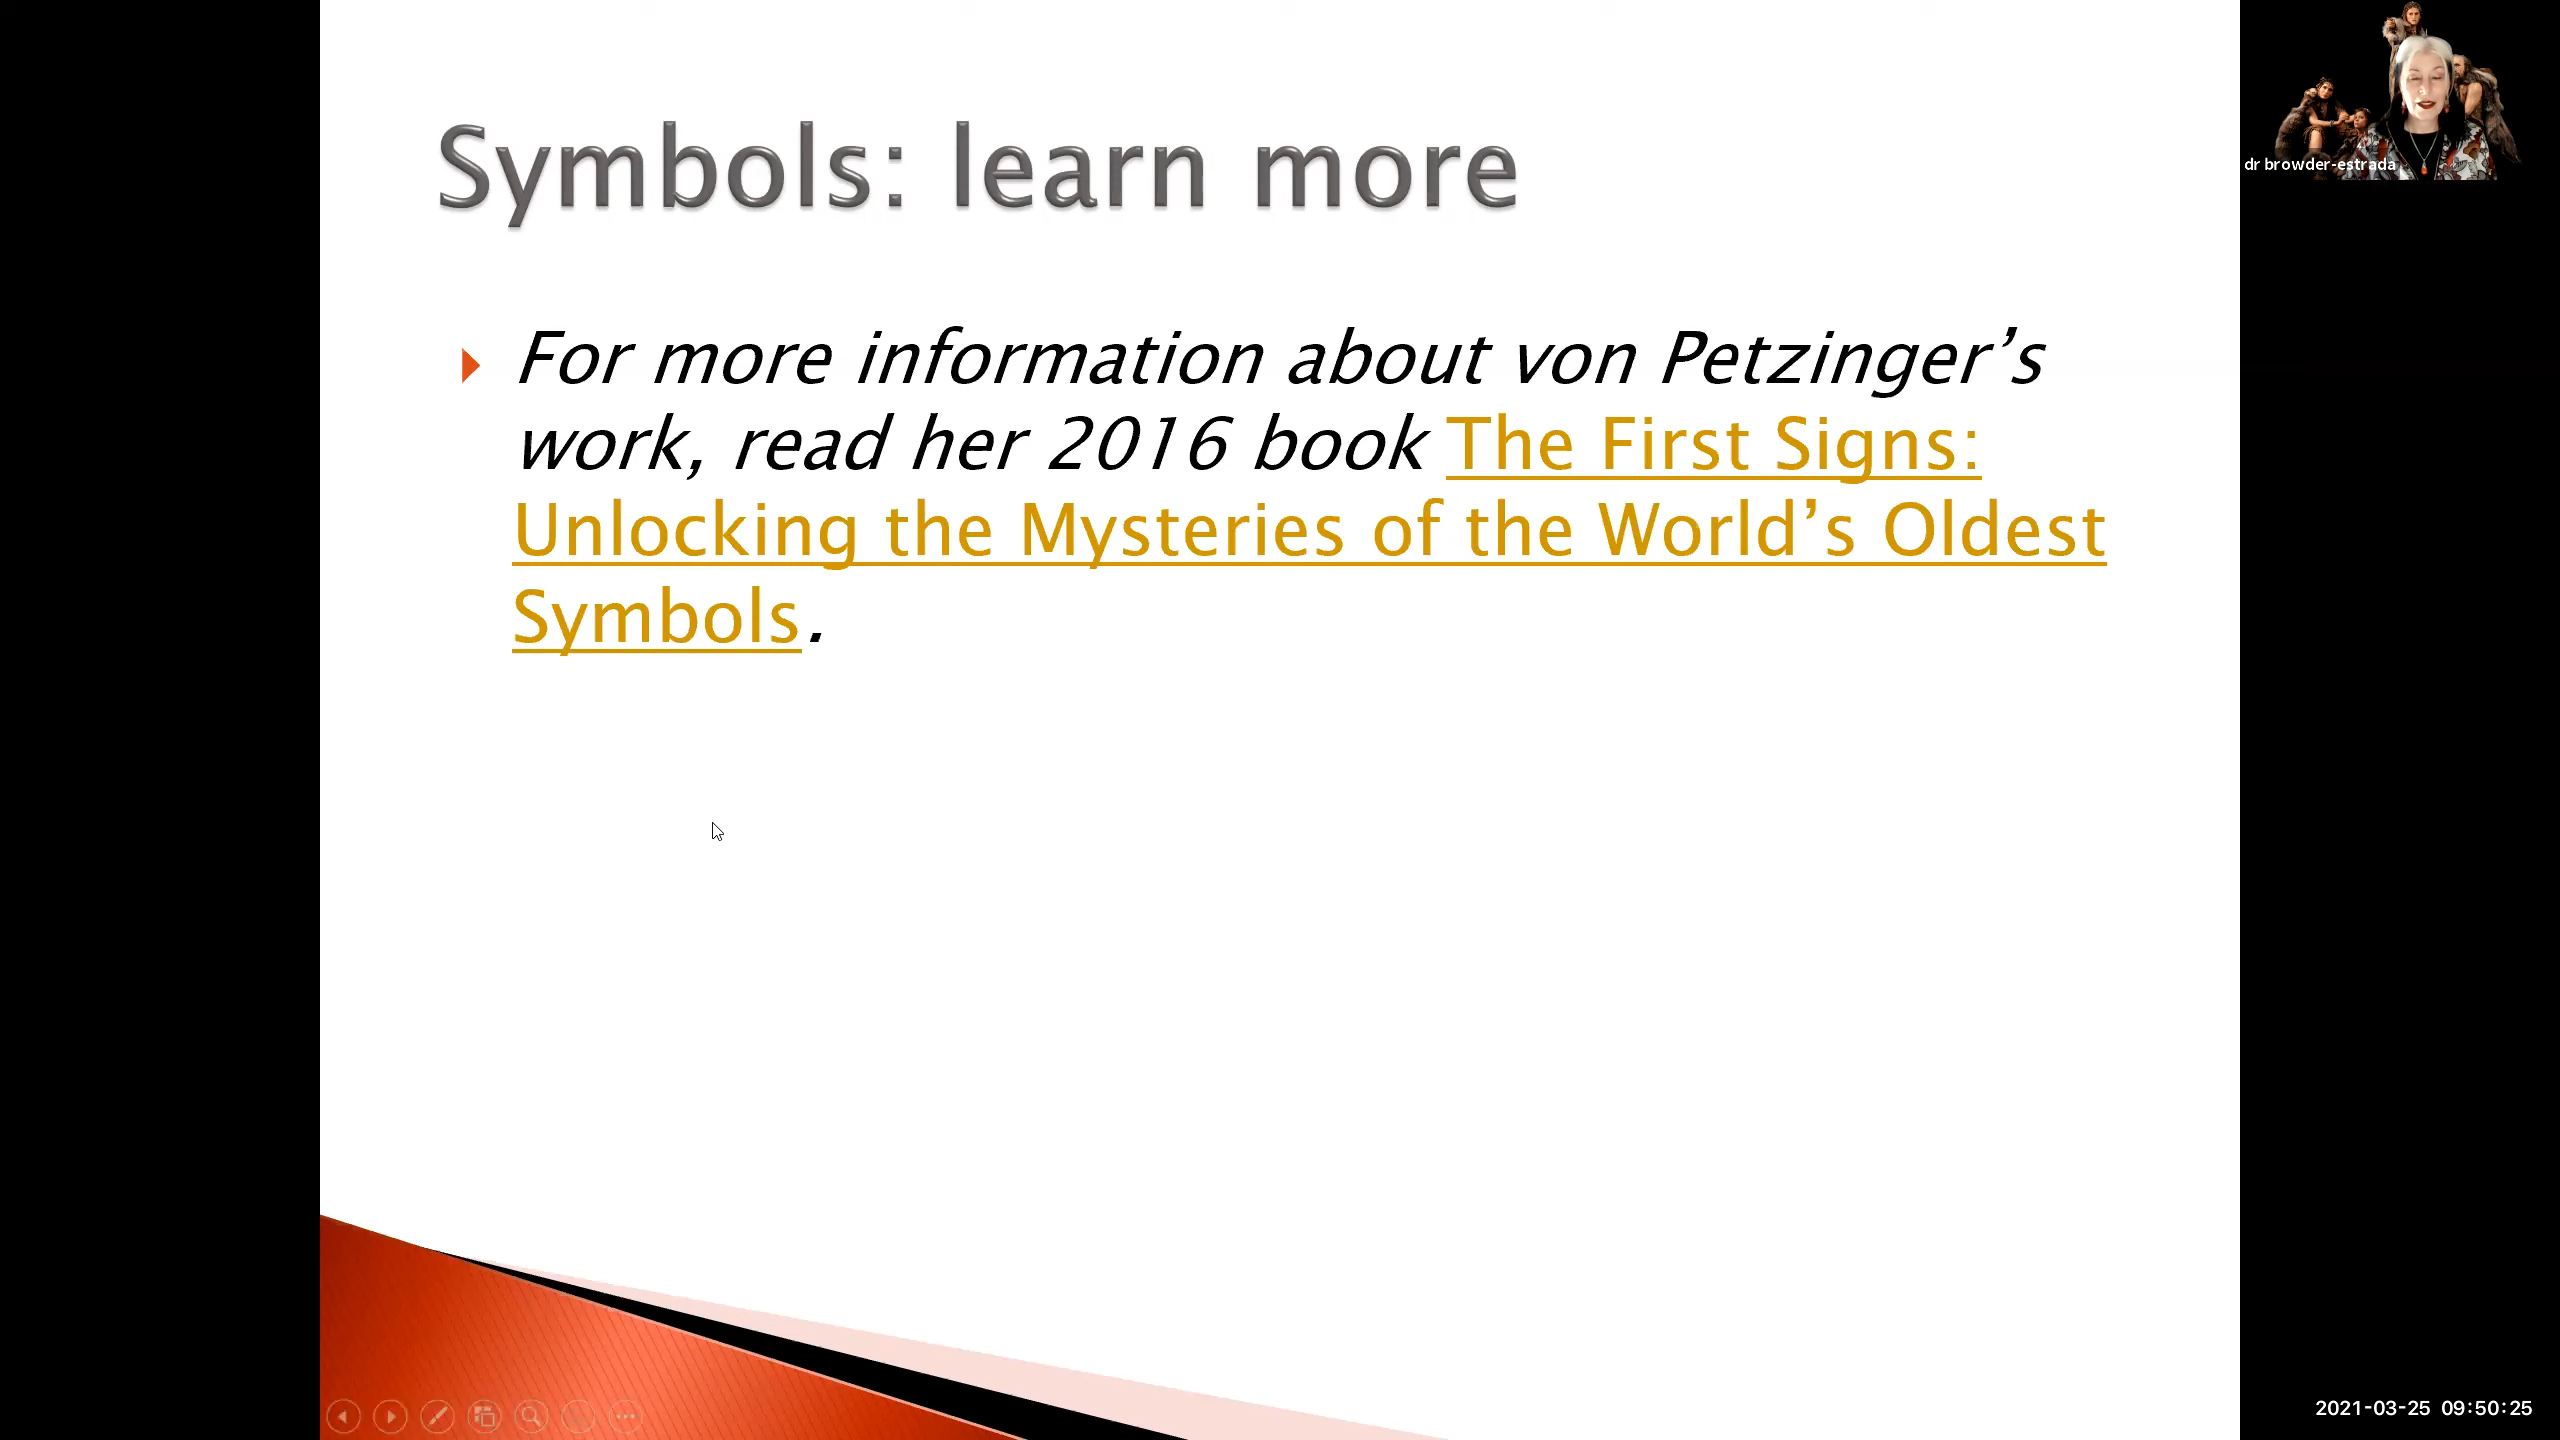 Symbols: learn more
For more information about von Petzinger’s
work, read her 2016 book The First Signs:
Unlocking the Mysteries of the World’s Oldest
Symbols.
dr browder-estrada
2021-03-25 09:50:25